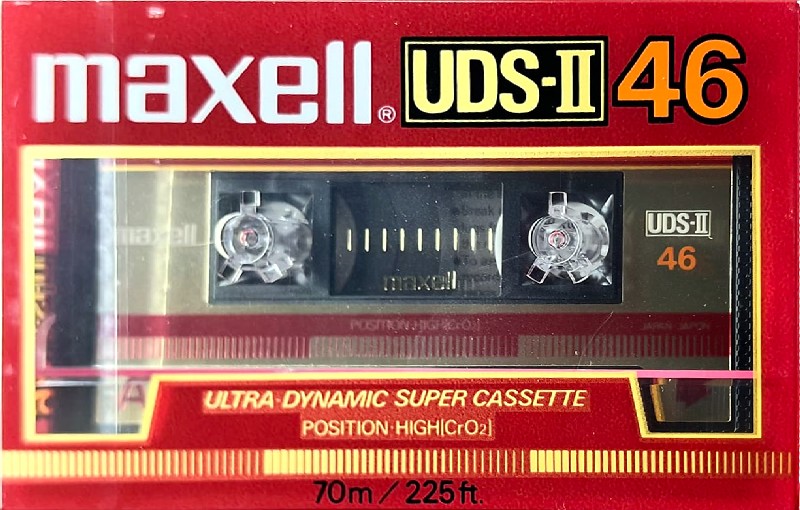 maxell® UDS-II 46
maxell
UDS-II
46
maxell
POSITION·HIGH[CrO2]
JAPAN JAPON
A
ULTRA-DYNAMIC SUPER CASSETTE
POSITION·HIGH[CrO2]
70m / 225ft.